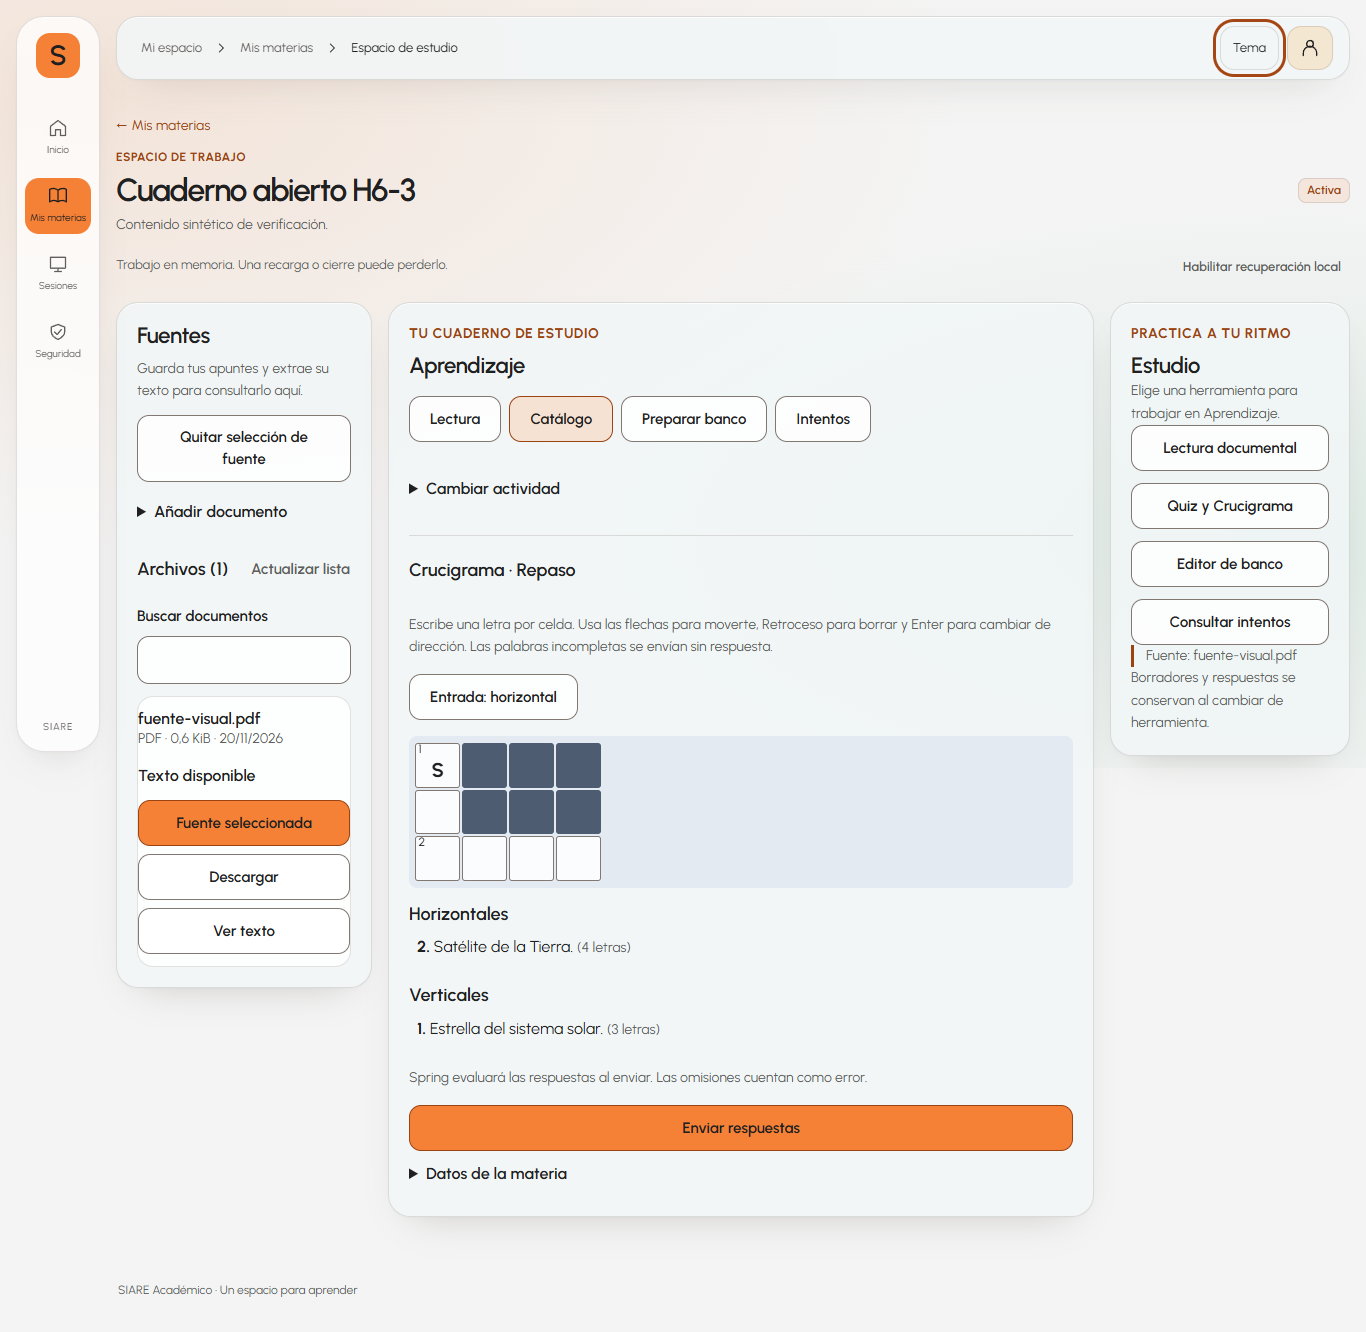 S
Inicio
Mis materias
Sesiones
Seguridad
SIARE
Mi espacio > Mis materias > Espacio de estudio
Tema
← Mis materias
ESPACIO DE TRABAJO
Cuaderno abierto H6-3
Activa
Contenido sintético de verificación.
Trabajo en memoria. Una recarga o cierre puede perderlo.
Habilitar recuperación local
Fuentes
Guarda tus apuntes y extrae su
texto para consultarlo aquí.
Quitar selección de
fuente
Añadir documento
Archivos (1)
Actualizar lista
Buscar documentos
fuente-visual.pdf
PDF · 0,6 KiB · 20/11/2026
Texto disponible
Fuente seleccionada
Descargar
Ver texto
TU CUADERNO DE ESTUDIO
Aprendizaje
Lectura
Catálogo
Preparar banco
Intentos
Cambiar actividad
Crucigrama · Repaso
Escribe una letra por celda. Usa las flechas para moverte, Retroceso para borrar y Enter para cambiar de
dirección. Las palabras incompletas se envían sin respuesta.
Entrada: horizontal
1
S
2
Horizontales
2. Satélite de la Tierra. (4 letras)
Verticales
1. Estrella del sistema solar. (3 letras)
Spring evaluará las respuestas al enviar. Las omisiones cuentan como error.
Enviar respuestas
Datos de la materia
PRACTICA A TU RITMO
Estudio
Elige una herramienta para
trabajar en Aprendizaje.
Lectura documental
Quiz y Crucigrama
Editor de banco
Consultar intentos
Fuente: fuente-visual.pdf
Borradores y respuestas se
conservan al cambiar de
herramienta.
SIARE Académico · Un espacio para aprender